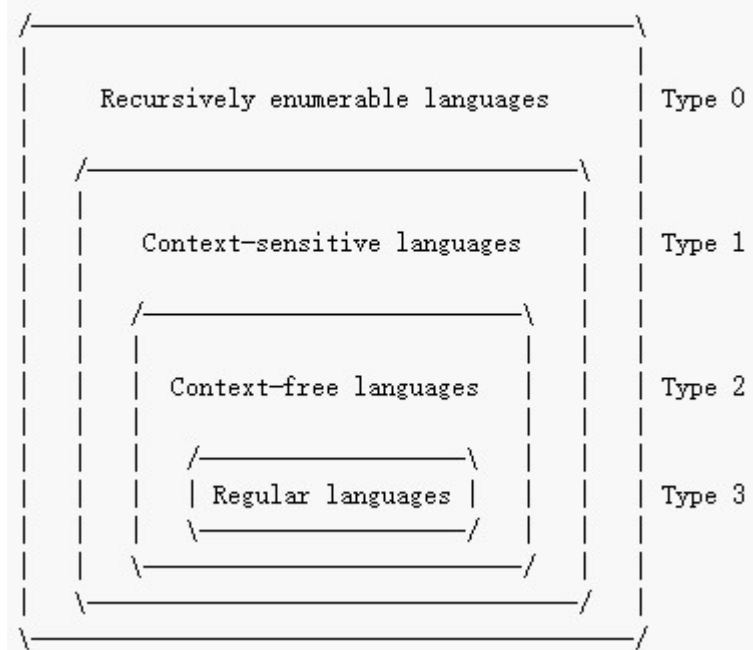 Recursively enumerable languages Type 0
Context-sensitive languages Type 1
Context-free languages Type 2
Regular languages Type 3